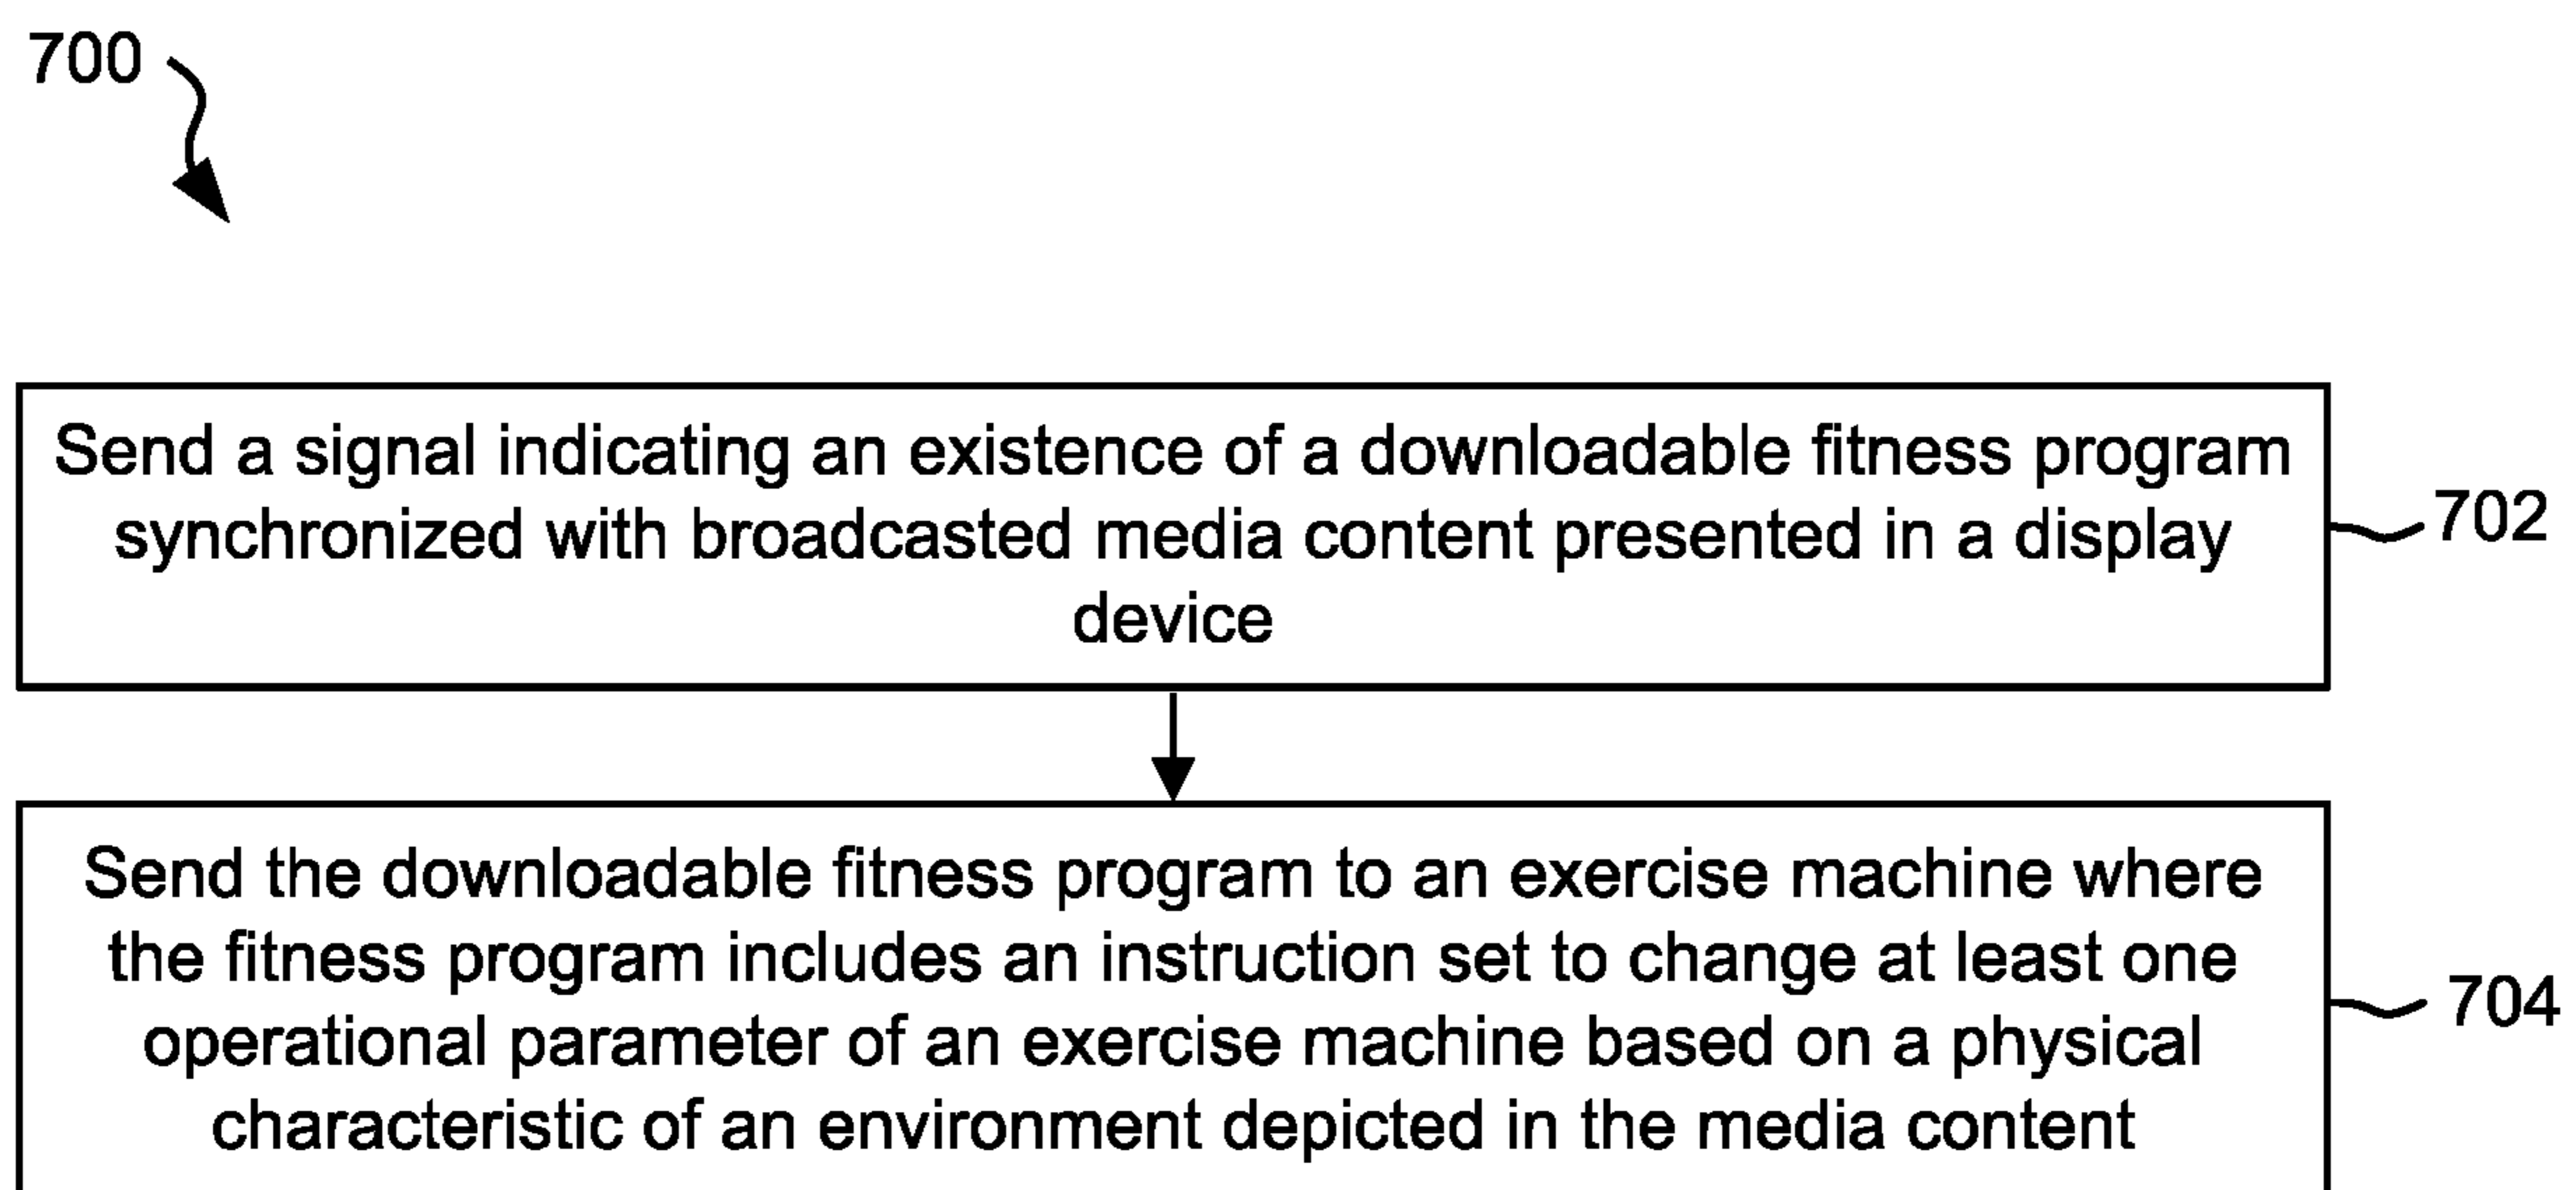 700
Send a signal indicating an existence of a downloadable fitness program
synchronized with broadcasted media content presented in a display
device
702
Send the downloadable fitness program to an exercise machine where
the fitness program includes an instruction set to change at least one
operational parameter of an exercise machine based on a physical
characteristic of an environment depicted in the media content
704